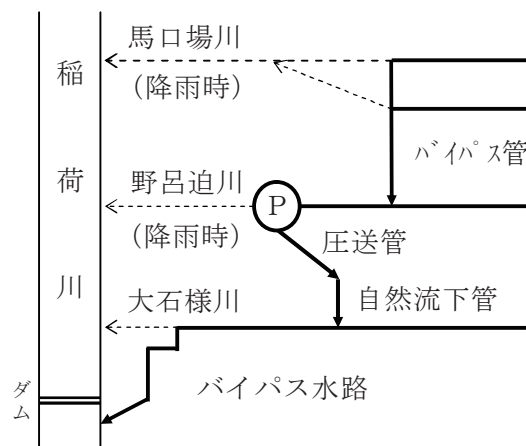 稲荷川
ダム
馬口場川
(降雨時)
バイパス管
野呂迫川
(降雨時)
P
圧送管
自然流下管
大石様川
バイパス水路